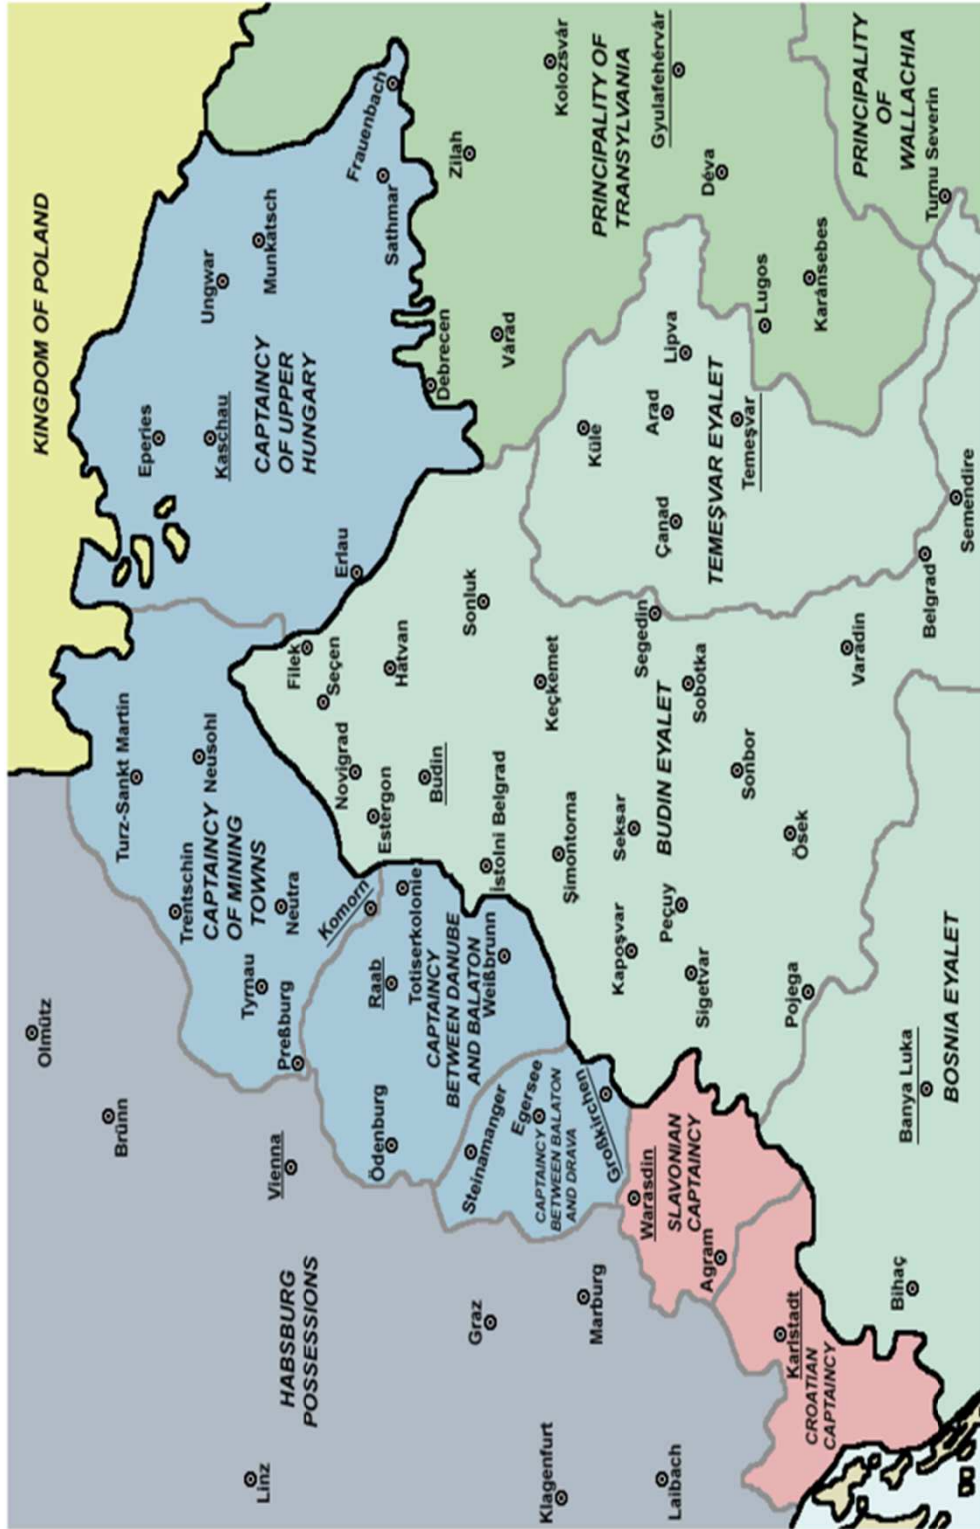 KINGDOM OF POLAND
Olmütz
Brünn
Turz-Sankt Martin
Eperies
Trentschin
Neusohl
Kaschau
Ungwar
Munkatsch
CAPTAINCY
OF MINING
TOWNS
CAPTAINCY
OF UPPER
HUNGARY
Linz
Vienna
Preßburg
Tyrnau
Neutra
Filek
Seçen
Erlau
Frauenbach
Sathmar
HABSBURG
POSSESSIONS
Komorn
Novigrad
Estergon
Hatvan
Ödenburg
Raab
Totiserkolonie
Budin
Debrecen
Zilah
CAPTAINCY
BETWEEN DANUBE
AND BALATON
Weißbrunn
Steinamanger
Graz
İstolni Belgrad
Sonluk
Várad
Egersee
CAPTAINCY
BETWEEN BALATON
AND DRAVA
Klagenfurt
Marburg
Großkirchen
Şimontorna
Keçkemet
Küle
Kolozsvár
PRINCIPALITY OF
TRANSYLVANIA
Gyulafehérvár
Laibach
Warasdin
SLAVONIAN
CAPTAINCY
Agram
Kapoşvar
Seksar
Peçuy
Sigetvar
BUDIN EYALET
Segedin
Sobotka
Çanad
Arad
Lipva
TEMEŞVAR EYALET
Temeşvar
Déva
Lugos
Karlstadt
CROATIAN
CAPTAINCY
Pojega
Ösek
Sonbor
Varadin
Karánsebes
PRINCIPALITY
OF
WALLACHIA
Bihaç
Banya Luka
BOSNIA EYALET
Belgrad
Semendire
Turnu Severin